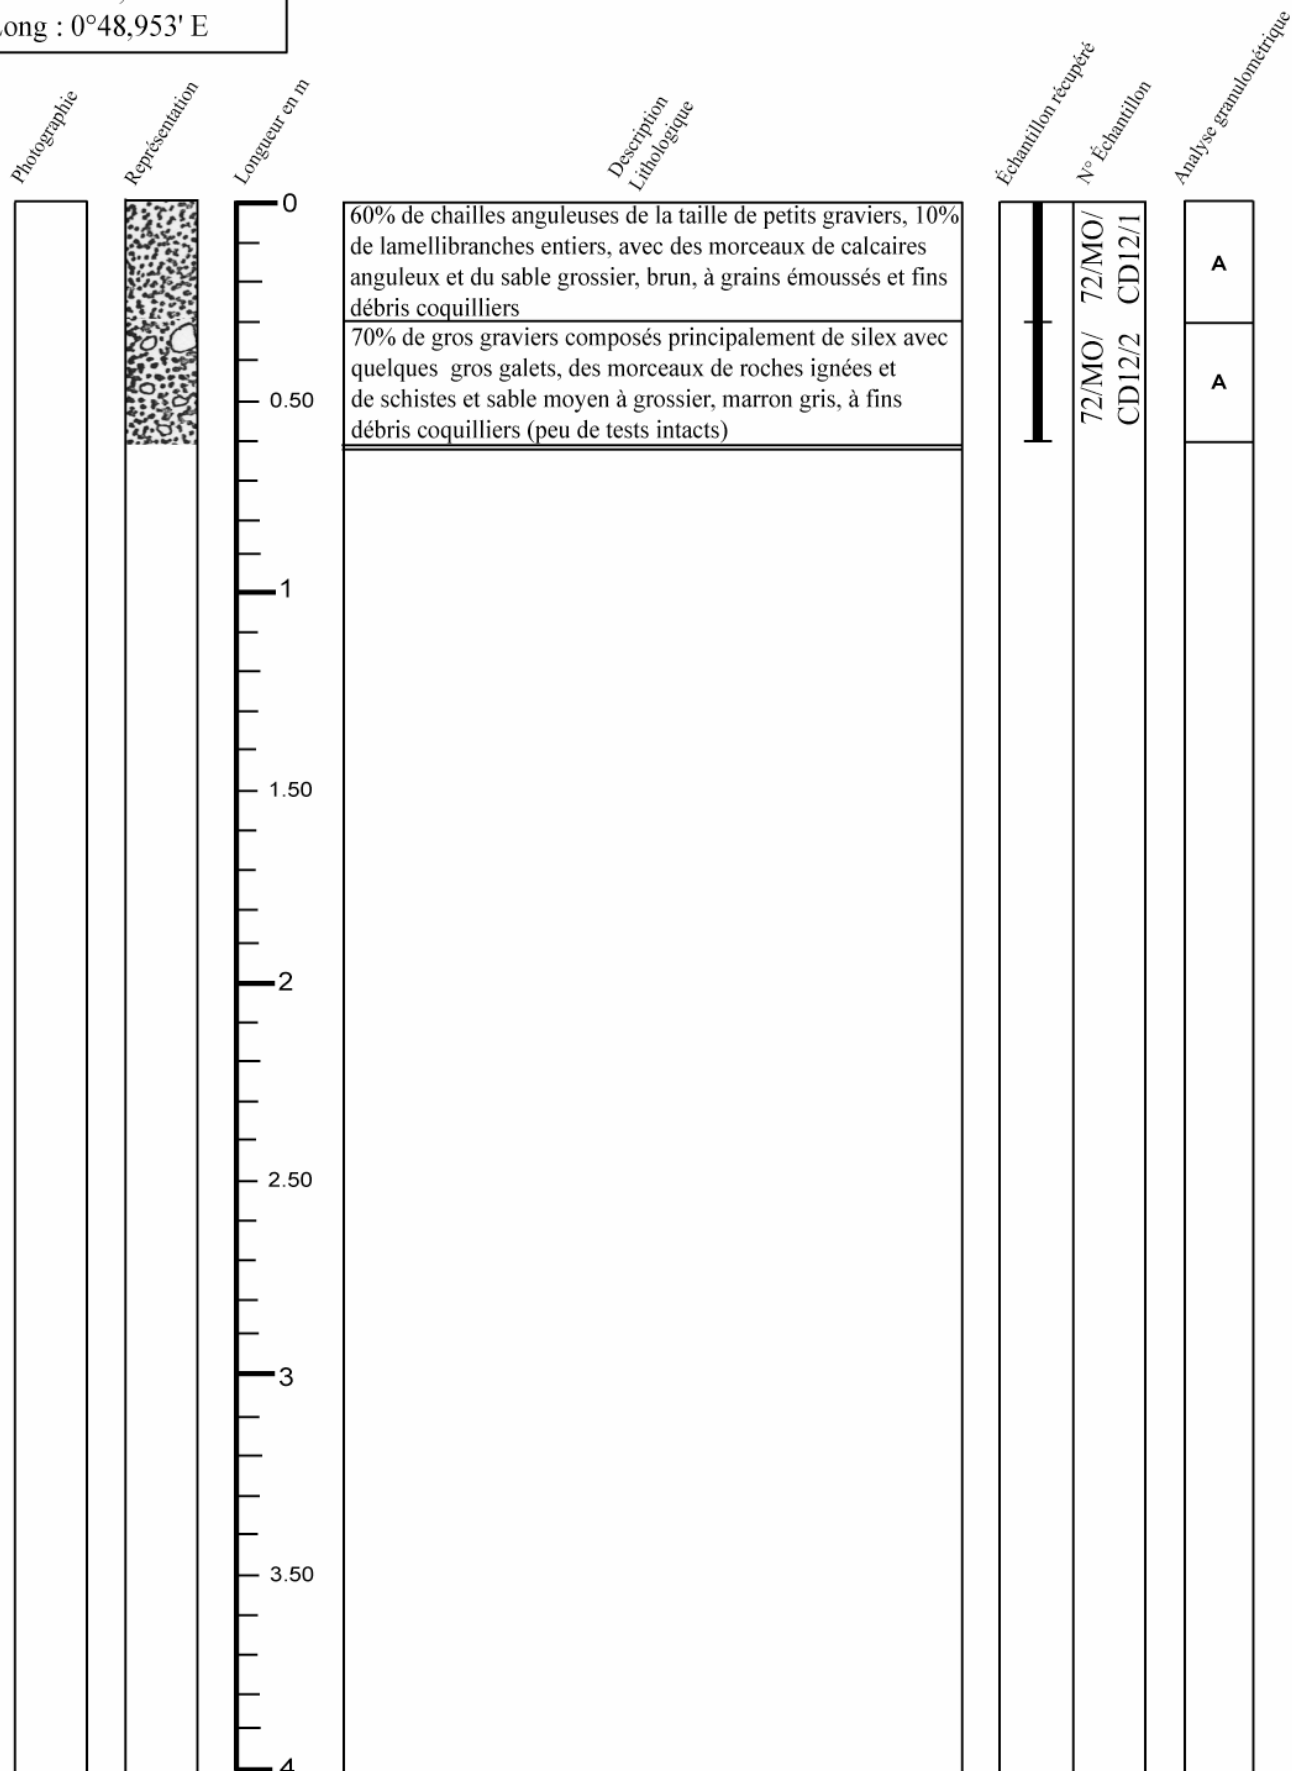 Long : 0°48,953' E
Photographie
Représentation
Longueur en m
Description
Lithologique
Échantillon récupéré
N° Échantillon
Analyse granulométrique
0
60% de chailles anguleuses de la taille de petits graviers, 10%
de lamellibranches entiers, avec des morceaux de calcaires
anguleux et du sable grossier, brun, à grains émoussés et fins
débris coquilliers
72/MO/
CD12/1
A
70% de gros graviers composés principalement de silex avec
quelques gros galets, des morceaux de roches ignées et
de schistes et sable moyen à grossier, marron gris, à fins
débris coquilliers (peu de tests intacts)
72/MO/
CD12/2
A
0.50
1
1.50
2
2.50
3
3.50
4